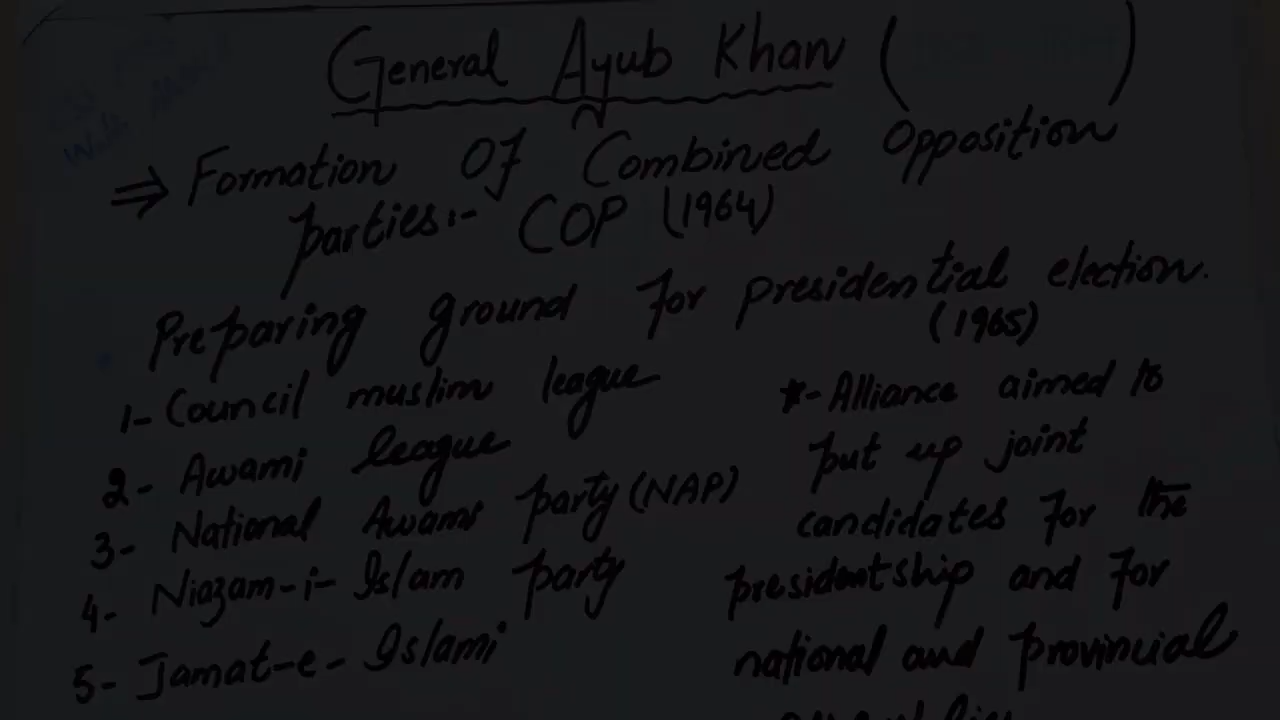 General Ayub Khan (      )
⇒ Formation Of Combined Opposition
parties:- COP (1964)
Preparing ground for presidential election.
(1965)
1- Council muslim league
2- Awami league
3- National Awami party (NAP)
4- Niazam-i-Islam party
5- Jamat-e-Islami
*- Alliance aimed to
put up joint
candidates for the
presidentship and for
national and provincial